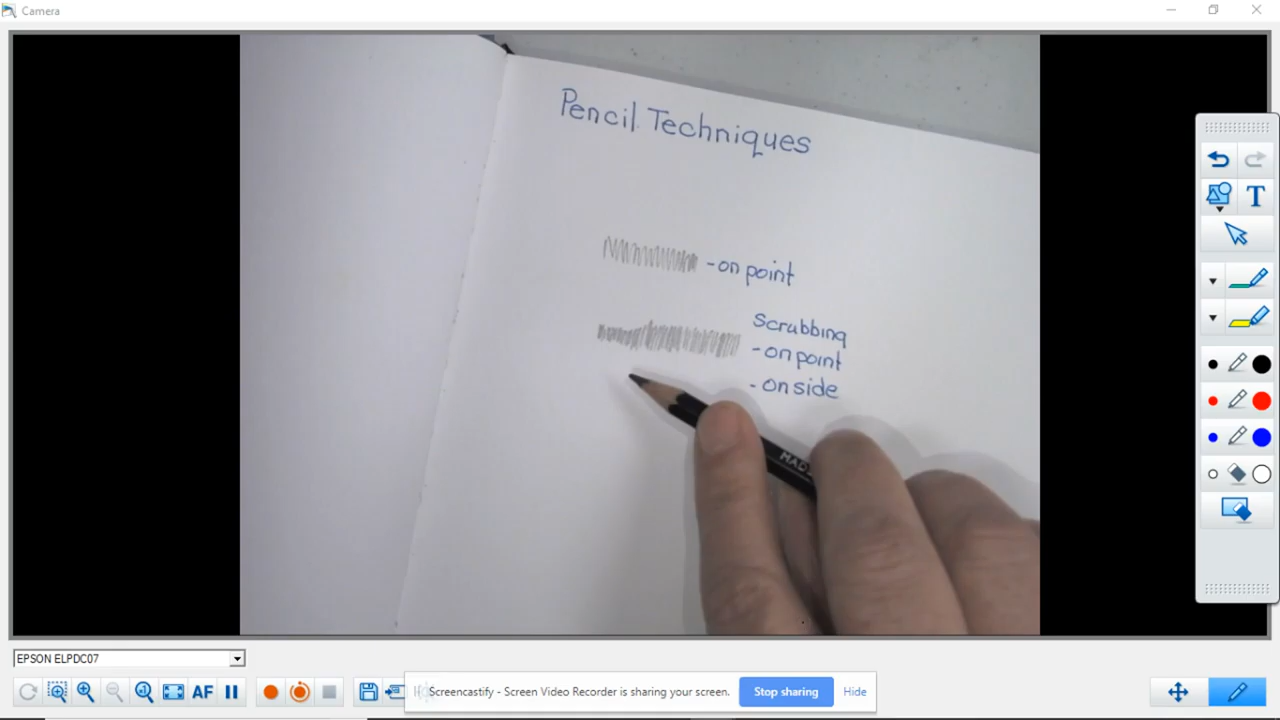 Camera
Pencil Techniques
- on point
Scrubbing
- on point
- on side
MAD
T
EPSON ELPDC07
AF
Screencastify - Screen Video Recorder is sharing your screen.
Stop sharing
Hide